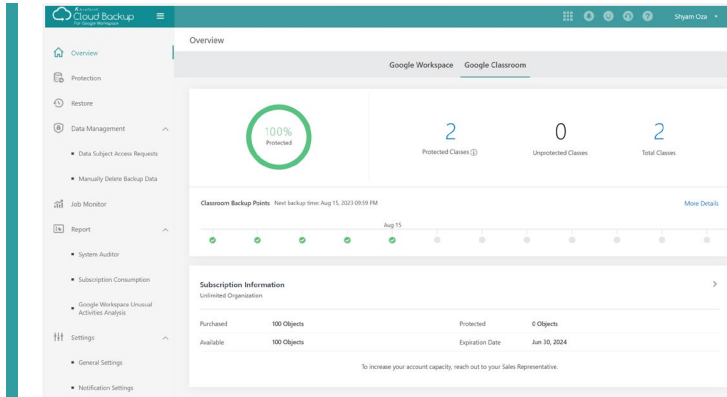 AvePoint
Cloud Backup
For Google Workspace
Shyam Oza
Overview
Overview
Protection
Restore
Data Management
Data Subject Access Requests
Manually Delete Backup Data
Job Monitor
Report
System Auditor
Subscription Consumption
Google Workspace Unusual
Activities Analysis
Settings
General Settings
Notification Settings
Google Workspace Google Classroom
100%
Protected
2
Protected Classes
0
Unprotected Classes
2
Total Classes
Classroom Backup Points Next backup time: Aug 15, 2023 09:59 PM
More Details
Aug 15
Subscription Information
Unlimited Organization
Purchased 100 Objects Protected 0 Objects
Available 100 Objects Expiration Date Jun 30, 2024
To increase your account capacity, reach out to your Sales Representative.